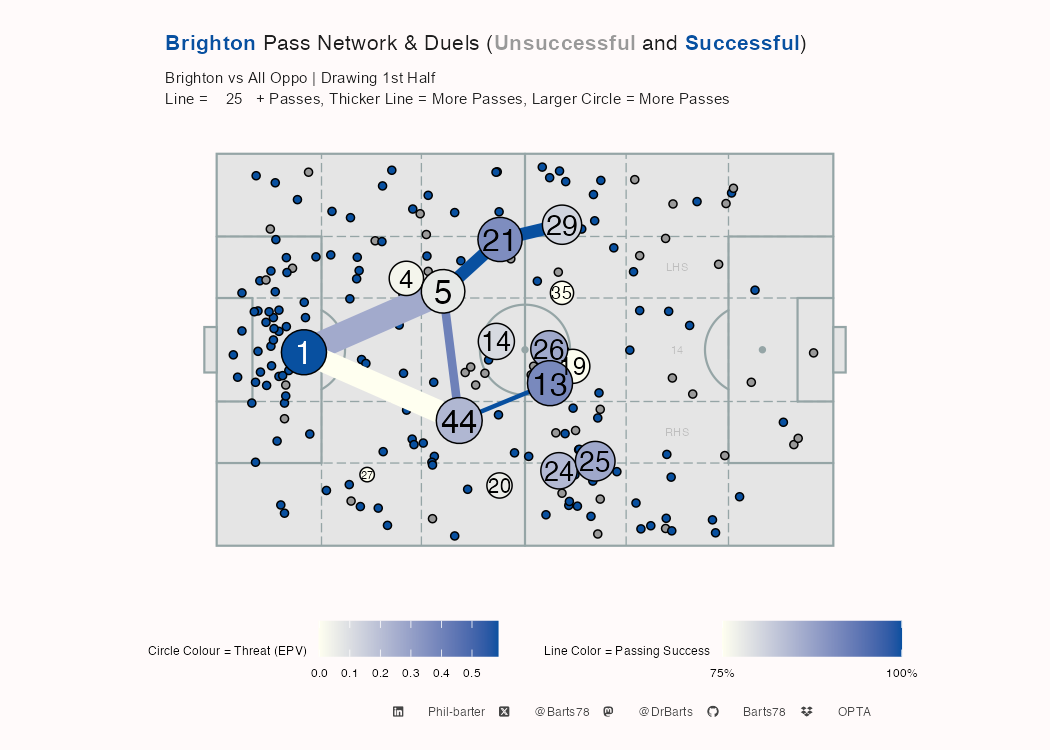 Brighton Pass Network & Duels (Unsuccessful and Successful)
Brighton vs All Oppo | Drawing 1st Half
Line = 25 + Passes, Thicker Line = More Passes, Larger Circle = More Passes
29
21
LHS
4
5
35
14
26
14
1
19
13
44
RHS
25
24
27
20
Circle Colour = Threat (EPV)
0.0 0.1 0.2 0.3 0.4 0.5
Line Color = Passing Success
75% 100%
Phil-barter @Barts78 @DrBarts Barts78 OPTA